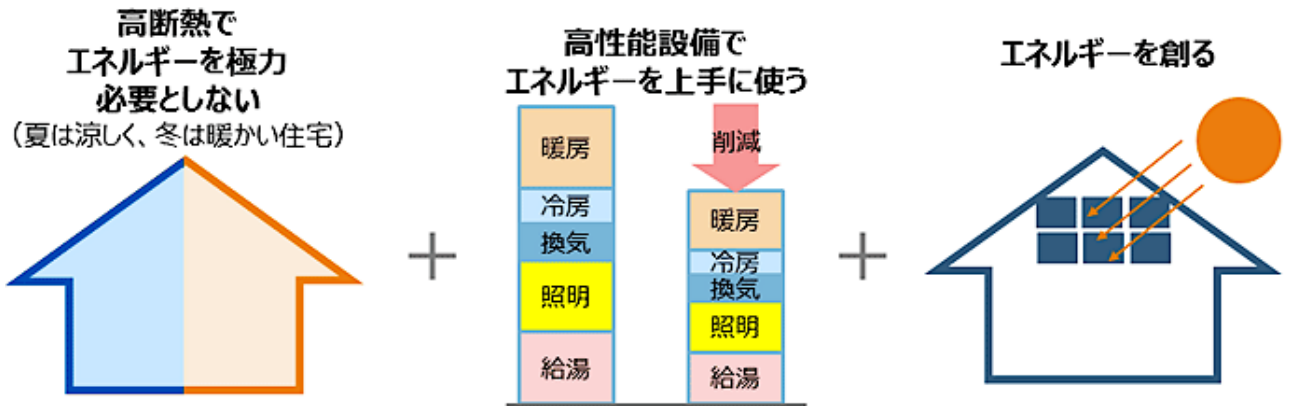 高断熱で
エネルギーを極力
必要としない
（夏は涼しく、冬は暖かい住宅）
高性能設備で
エネルギーを上手に使う
暖房
冷房
換気
照明
給湯
削減
暖房
冷房
換気
照明
給湯
エネルギーを創る